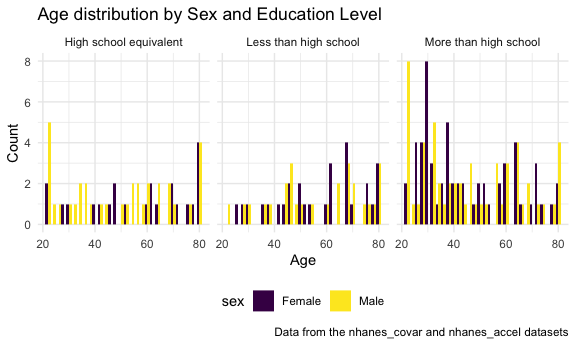 Age distribution by Sex and Education Level
High school equivalent Less than high school More than high school
8
6
4
2
0
Count
20 40 60 80 20 40 60 80 20 40 60 80
Age
sex Female Male
Data from the nhanes_covar and nhanes_accel datasets